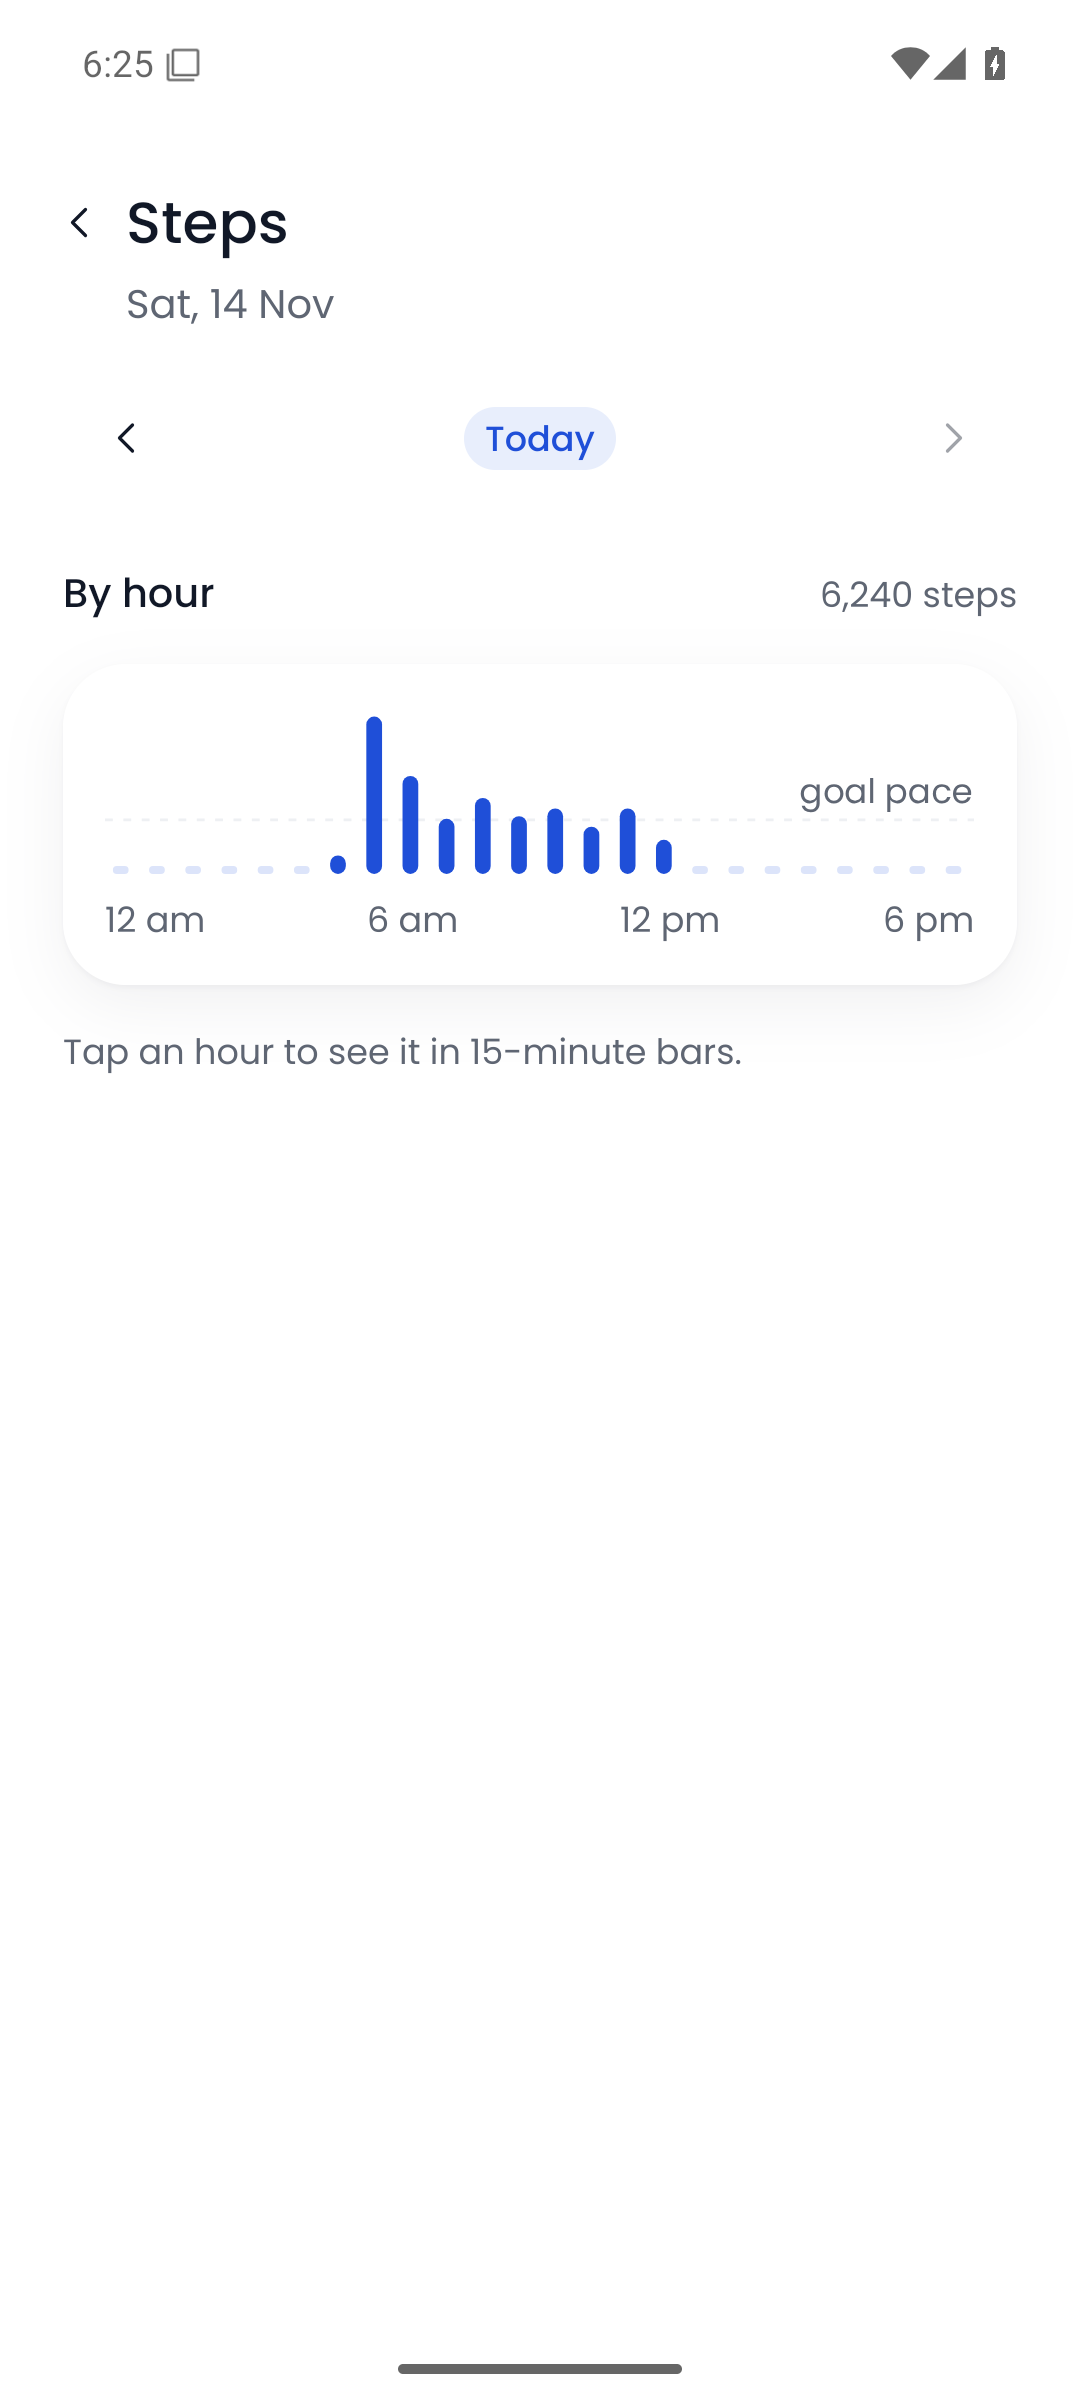 6:25
Steps
Sat, 14 Nov
Today
By hour
6,240 steps
goal pace
12 am
6 am
12 pm
6 pm
Tap an hour to see it in 15-minute bars.